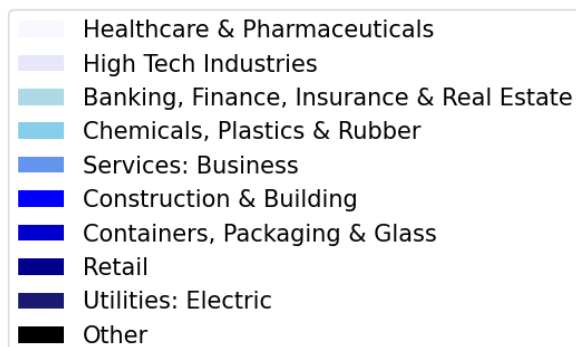 Healthcare & Pharmaceuticals
High Tech Industries
Banking, Finance, Insurance & Real Estate
Chemicals, Plastics & Rubber
Services: Business
Construction & Building
Containers, Packaging & Glass
Retail
Utilities: Electric
Other